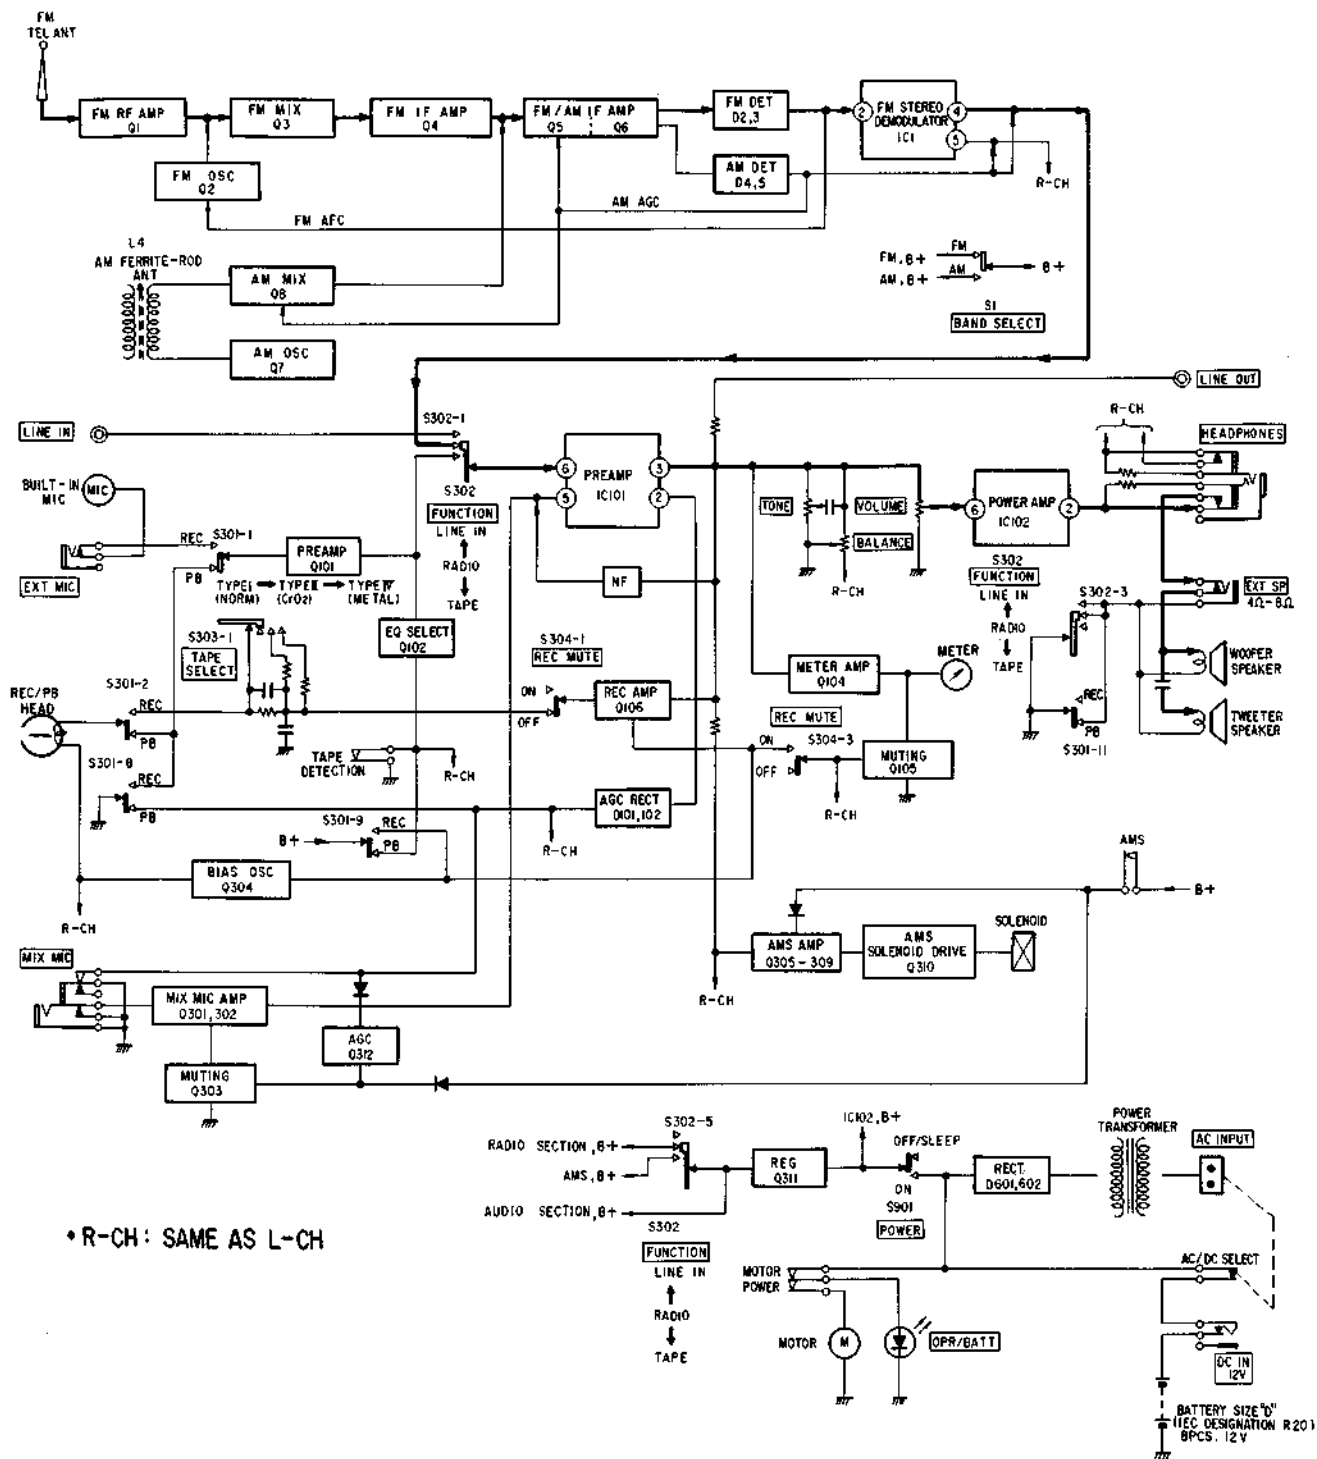 FM
TEL ANT
FM RF AMP
Q1
FM MIX
Q3
FM IF AMP
Q4
FM/AM IF AMP
Q5 Q6
FM DET
D2,3
2
FM STEREO
DEMODULATOR
IC1
4
5
FM OSC
Q2
AM DET
D4,5
R-CH
AM AGC
FM AFC
L4
AM FERRITE-ROD
ANT
AM MIX
Q8
AM OSC
Q7
FM, B+
FM
AM, B+
AM
B+
S1
BAND SELECT
LINE OUT
LINE IN
S302-1
BUILT-IN
MIC
MIC
S302
FUNCTION
LINE IN
RADIO
TAPE
6
5
PREAMP
IC101
3
2
TONE
VOLUME
BALANCE
R-CH
6
POWER AMP
IC102
2
R-CH
HEADPHONES
EXT MIC
REC
S301-1
PB
PREAMP
Q101
TYPE I
(NORM)
TYPE II
(CrO2)
TYPE IV
(METAL)
NF
S302
FUNCTION
LINE IN
RADIO
TAPE
S302-3
EXT SP
4Ω-8Ω
S303-1
TAPE
SELECT
EQ SELECT
Q102
S304-1
REC MUTE
METER AMP
Q104
METER
WOOFER
SPEAKER
TWEETER
SPEAKER
REC/PB
HEAD
S301-2
REC
PB
ON
OFF
REC AMP
Q106
REC MUTE
ON
S304-3
OFF
MUTING
Q105
REC
PB
S301-11
S301-8
REC
PB
TAPE
DETECTION
R-CH
R-CH
S301-9
B+
REC
PB
AGC RECT
D101,102
R-CH
BIAS OSC
Q304
R-CH
AMS
B+
MIX MIC
MIX MIC AMP
Q301,302
AGC
Q312
MUTING
Q303
AMS AMP
Q305-309
AMS
SOLENOID DRIVE
Q310
SOLENOID
R-CH
S302-5
RADIO SECTION, B+
AMS, B+
AUDIO SECTION, B+
S302
FUNCTION
LINE IN
RADIO
TAPE
REG
Q311
IC102, B+
OFF/SLEEP
ON
S901
POWER
RECT
D601,602
POWER
TRANSFORMER
AC INPUT
• R-CH: SAME AS L-CH
MOTOR
POWER
MOTOR
M
OPR/BATT
AC/DC SELECT
DC IN
12V
BATTERY SIZE "D"
(IEC DESIGNATION R20)
8PCS. 12V